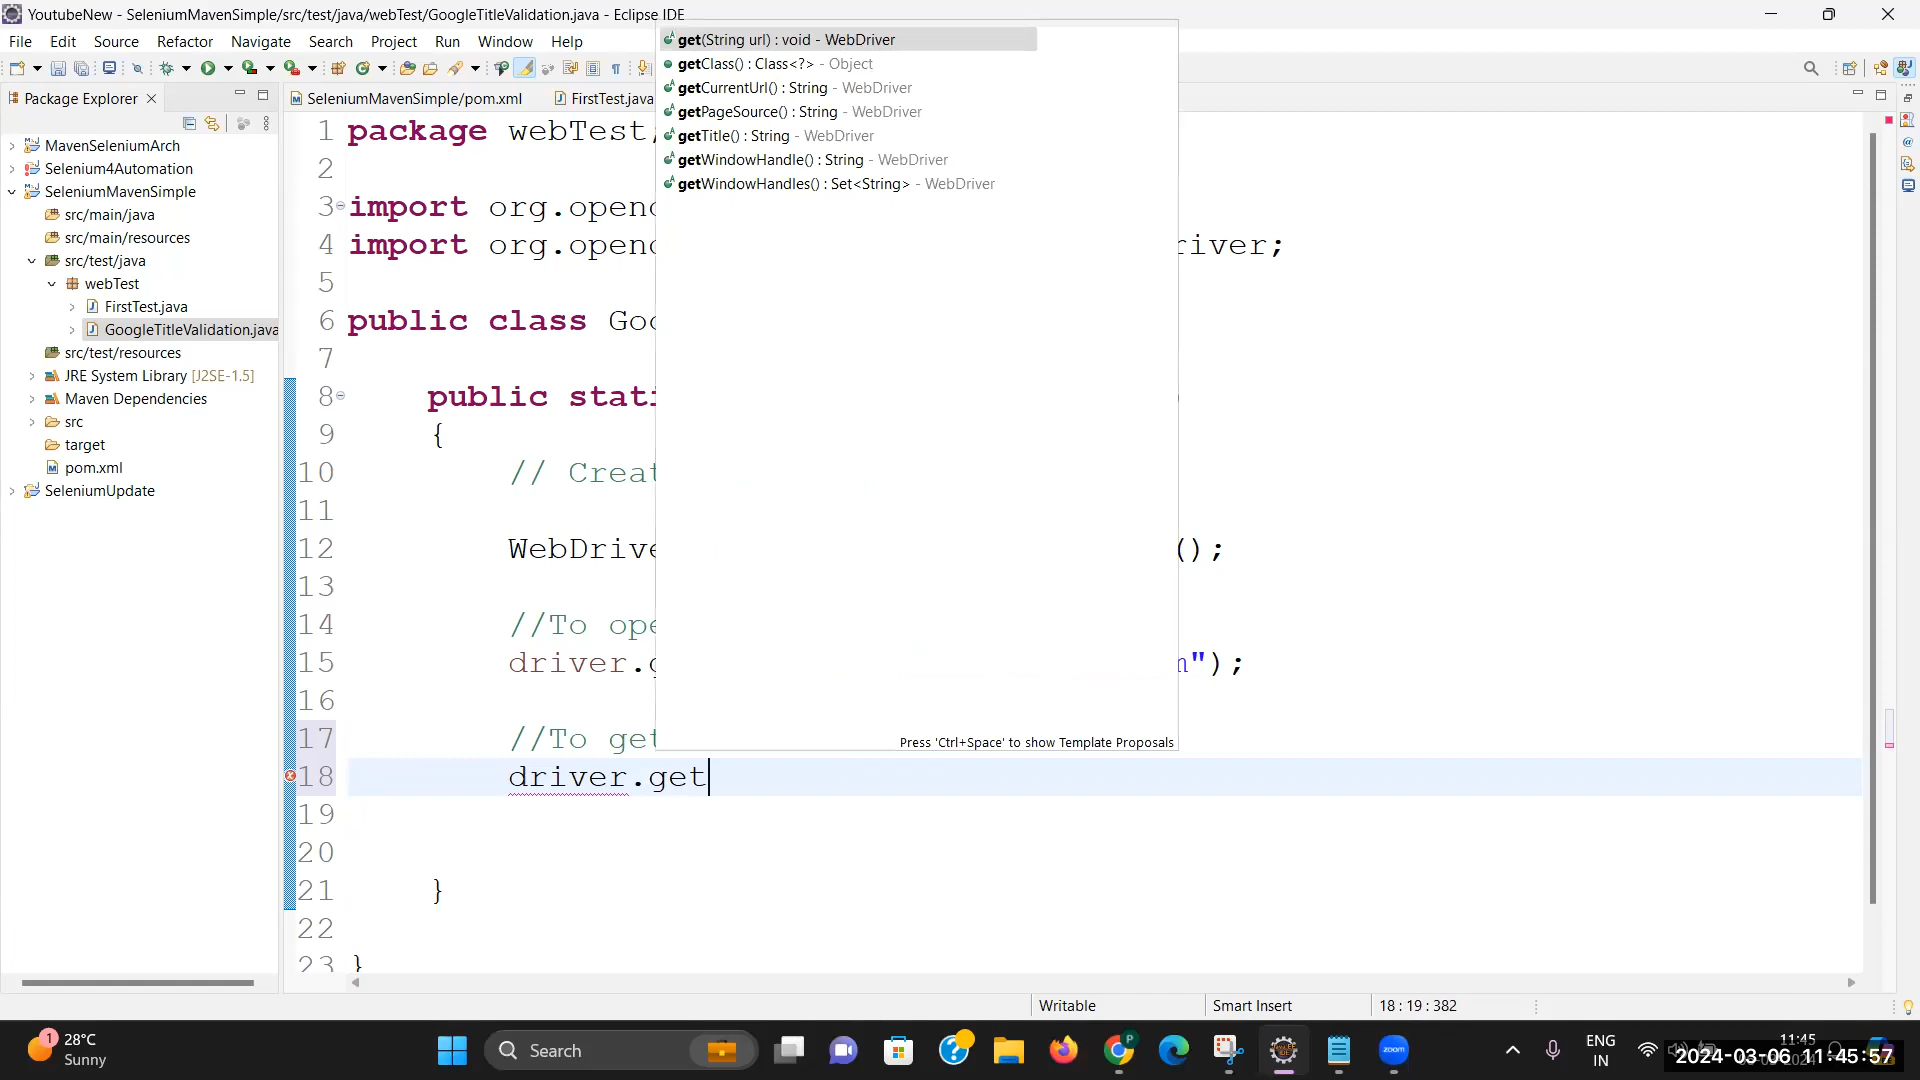 YoutubeNew - SeleniumMavenSimple/src/test/java/webTest/GoogleTitleValidation.java - Eclipse IDE
File Edit Source Refactor Navigate Search Project Run Window Help
Package Explorer
SeleniumMavenSimple/pom.xml
FirstTest.java
MavenSeleniumArch
Selenium4Automation
SeleniumMavenSimple
src/main/java
src/main/resources
src/test/java
webTest
FirstTest.java
GoogleTitleValidation.java
src/test/resources
JRE System Library [J2SE-1.5]
Maven Dependencies
src
target
pom.xml
SeleniumUpdate
get(String url) : void - WebDriver
getClass() : Class<?> - Object
getCurrentUrl() : String - WebDriver
getPageSource() : String - WebDriver
getTitle() : String - WebDriver
getWindowHandle() : String - WebDriver
getWindowHandles() : Set<String> - WebDriver
Press 'Ctrl+Space' to show Template Proposals
1 package webTest;
2
3 import org.openq
4 import org.openq river;
5
6 public class Goo
7
8 public stati
9 {
10 // Creat
11
12 WebDrive ();
13
14 //To ope
15 driver.g m");
16
17 //To get
18 driver.get
19
20
21 }
22
23 }
Writable
Smart Insert
18 : 19 : 382
1
28°C
Sunny
Search
P
zoom
ENG
IN
11:45
2024-03-06 11:45:57